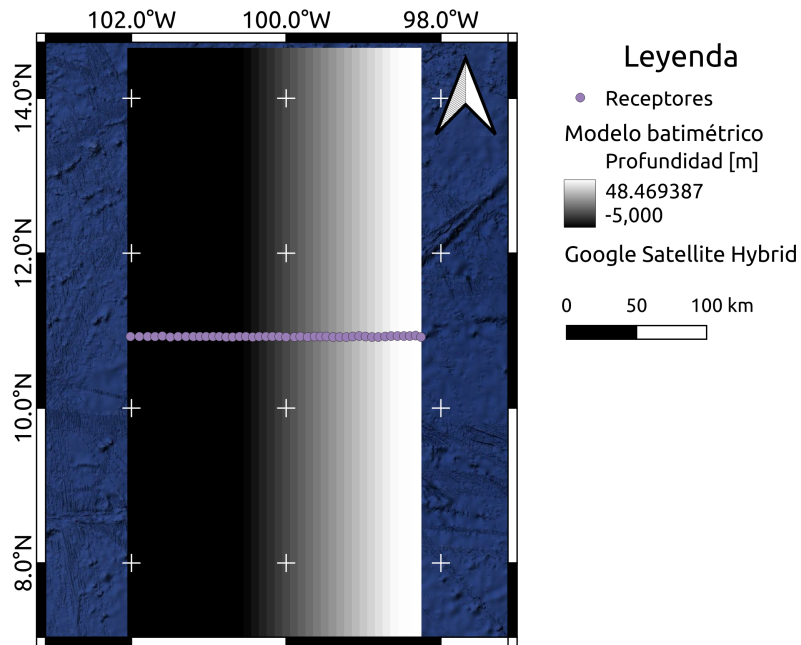 102.0°W 100.0°W 98.0°W
14.0°N
12.0°N
10.0°N
8.0°N
Leyenda
Receptores
Modelo batimétrico
Profundidad [m]
48.469387
-5,000
Google Satellite Hybrid
0 50 100 km